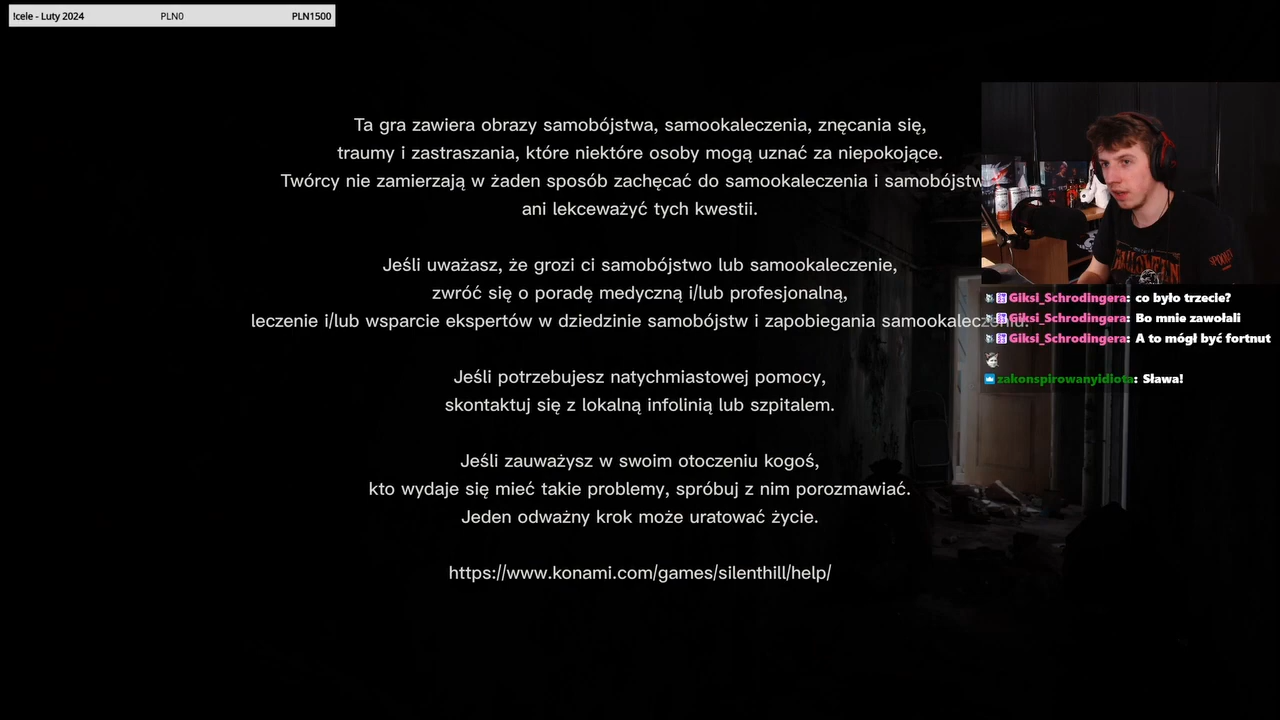 !cele - Luty 2024 PLN0 PLN1500
Ta gra zawiera obrazy samobójstwa, samookaleczenia, znęcania się,
traumy i zastraszania, które niektóre osoby mogą uznać za niepokojące.
Twórcy nie zamierzają w żaden sposób zachęcać do samookaleczenia i samobójstw
ani lekceważyć tych kwestii.
Jeśli uważasz, że grozi ci samobójstwo lub samookaleczenie,
zwróć się o poradę medyczną i/lub profesjonalną,
leczenie i/lub wsparcie ekspertów w dziedzinie samobójstw i zapobiegania samookaleczeniu.
Jeśli potrzebujesz natychmiastowej pomocy,
skontaktuj się z lokalną infolinią lub szpitalem.
Jeśli zauważysz w swoim otoczeniu kogoś,
kto wydaje się mieć takie problemy, spróbuj z nim porozmawiać.
Jeden odważny krok może uratować życie.
https://www.konami.com/games/silenthill/help/
Giksi_Schrodingera: co było trzecie?
Giksi_Schrodingera: Bo mnie zawołali
Giksi_Schrodingera: A to mógł być fortnut
zakonspirowanyidiota: Sława!